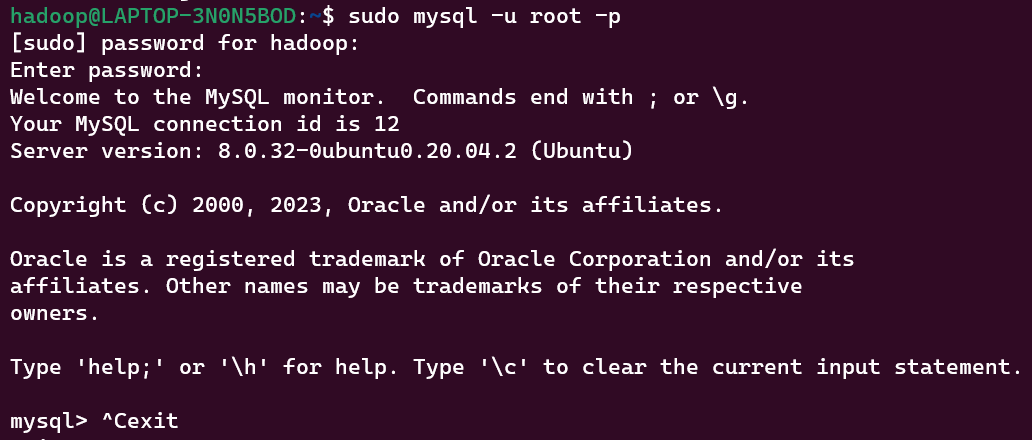 hadoop@LAPTOP-3N0N5BOD:~$ sudo mysql -u root -p
[sudo] password for hadoop:
Enter password:
Welcome to the MySQL monitor.  Commands end with ; or \g.
Your MySQL connection id is 12
Server version: 8.0.32-0ubuntu0.20.04.2 (Ubuntu)
Copyright (c) 2000, 2023, Oracle and/or its affiliates.
Oracle is a registered trademark of Oracle Corporation and/or its
affiliates. Other names may be trademarks of their respective
owners.
Type 'help;' or '\h' for help. Type '\c' to clear the current input statement.
mysql> ^Cexit